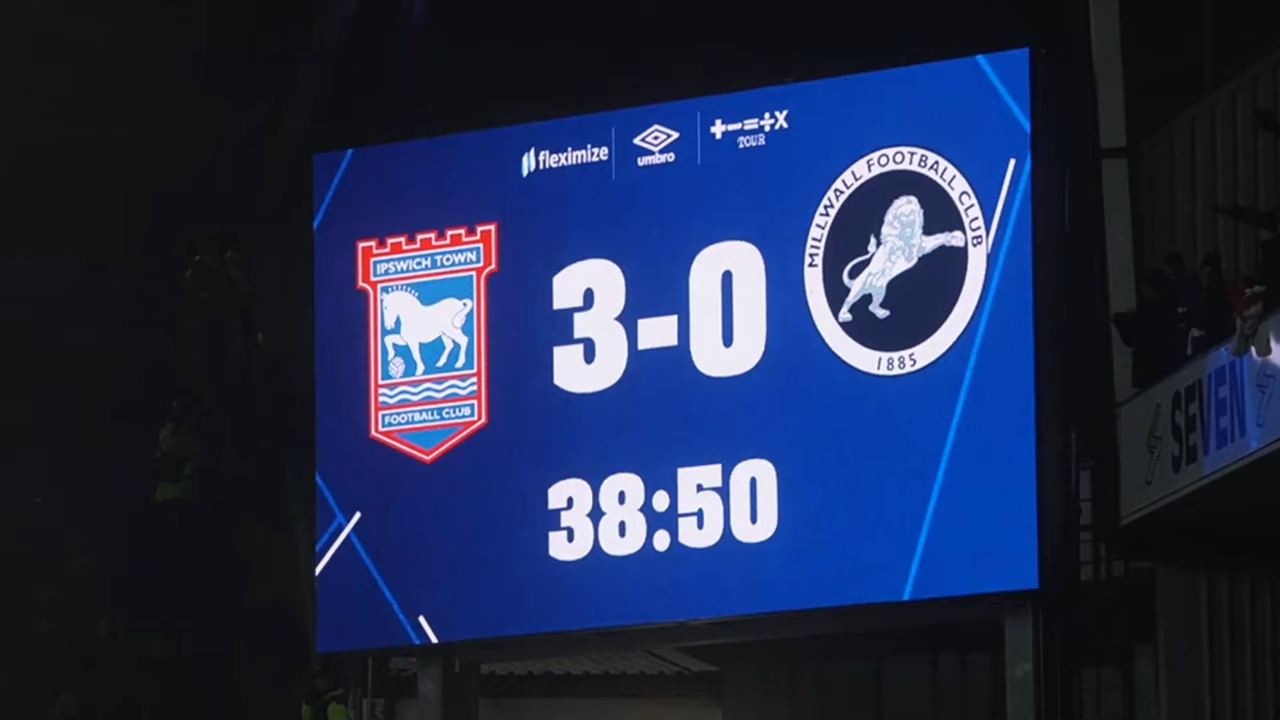 fleximize
umbro
+-=÷x
TOUR
IPSWICH TOWN
FOOTBALL CLUB
3-0
MILLWALL FOOTBALL CLUB
1885
38:50
SEVEN